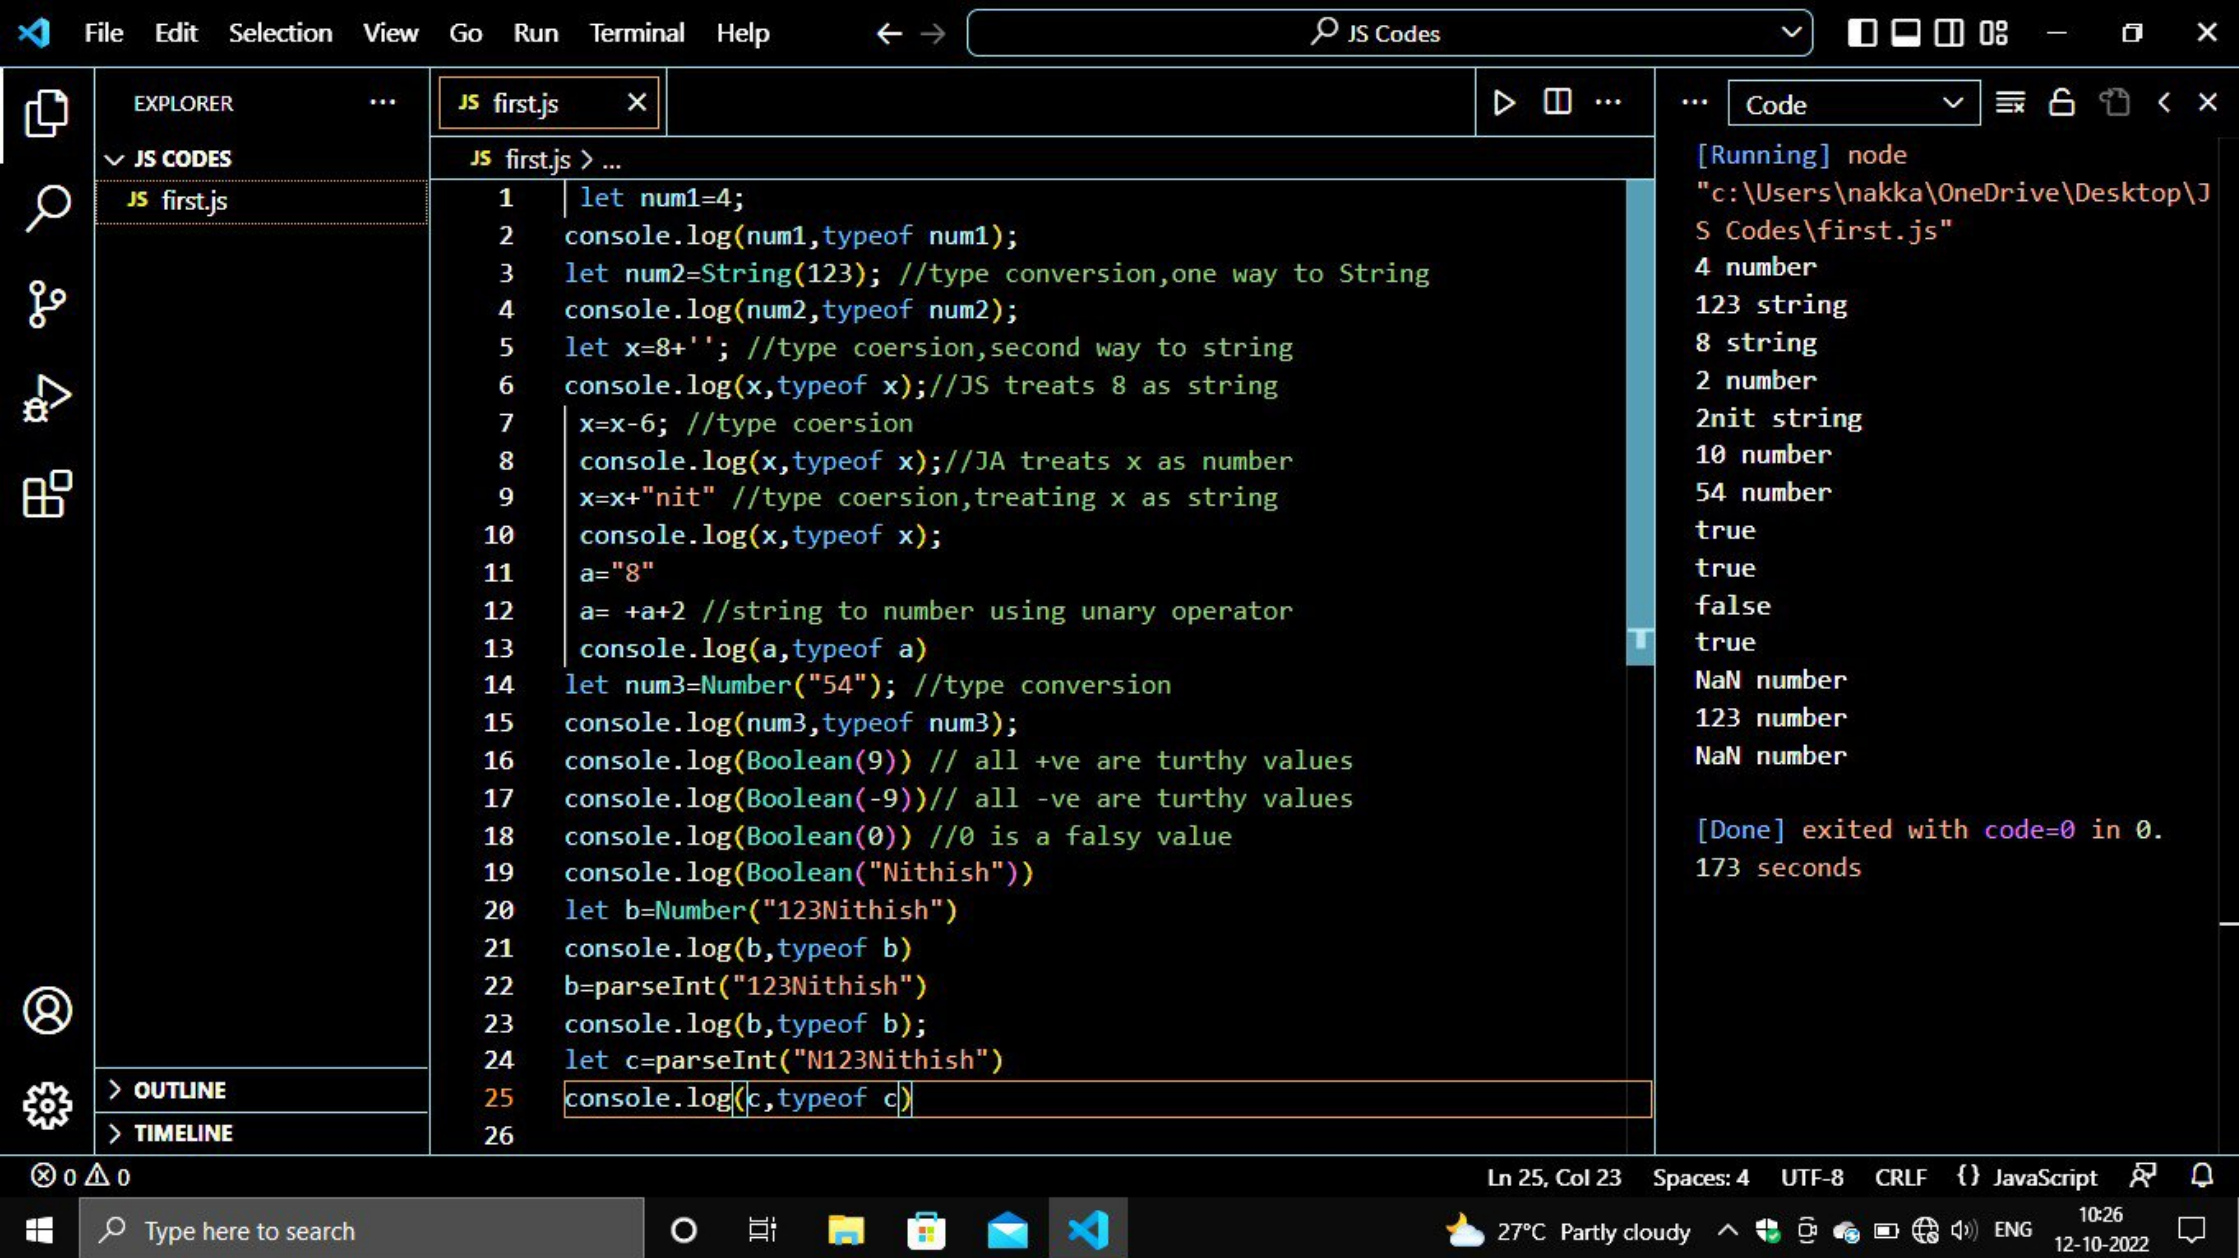 File Edit Selection View Go Run Terminal Help
JS Codes
EXPLORER
JS CODES
JS first.js
OUTLINE
TIMELINE
JS first.js
JS first.js > ...
1 let num1=4;
2 console.log(num1,typeof num1);
3 let num2=String(123); //type conversion,one way to String
4 console.log(num2,typeof num2);
5 let x=8+''; //type coersion,second way to string
6 console.log(x,typeof x);//JS treats 8 as string
7 x=x-6; //type coersion
8 console.log(x,typeof x);//JA treats x as number
9 x=x+"nit" //type coersion,treating x as string
10 console.log(x,typeof x);
11 a="8"
12 a= +a+2 //string to number using unary operator
13 console.log(a,typeof a)
14 let num3=Number("54"); //type conversion
15 console.log(num3,typeof num3);
16 console.log(Boolean(9)) // all +ve are turthy values
17 console.log(Boolean(-9))// all -ve are turthy values
18 console.log(Boolean(0)) //0 is a falsy value
19 console.log(Boolean("Nithish"))
20 let b=Number("123Nithish")
21 console.log(b,typeof b)
22 b=parseInt("123Nithish")
23 console.log(b,typeof b);
24 let c=parseInt("N123Nithish")
25 console.log(c,typeof c)
26
Code
[Running] node
"c:\Users\nakka\OneDrive\Desktop\J
S Codes\first.js"
4 number
123 string
8 string
2 number
2nit string
10 number
54 number
true
true
false
true
NaN number
123 number
NaN number
[Done] exited with code=0 in 0.
173 seconds
0 0
Ln 25, Col 23 Spaces: 4 UTF-8 CRLF {} JavaScript
Type here to search
27°C Partly cloudy
ENG
10:26
12-10-2022